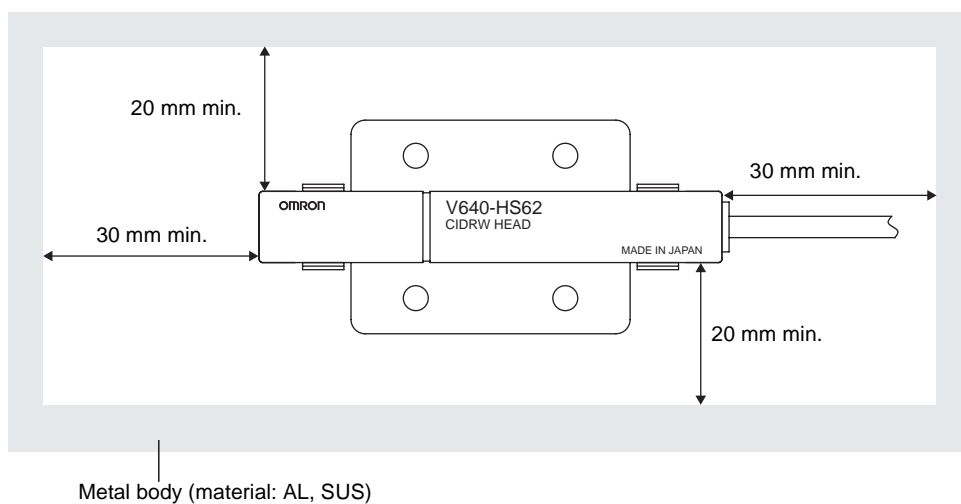 20 mm min.
30 mm min.
OMRON
V640-HS62
CIDRW HEAD
30 mm min.
MADE IN JAPAN
20 mm min.
Metal body (material: AL, SUS)